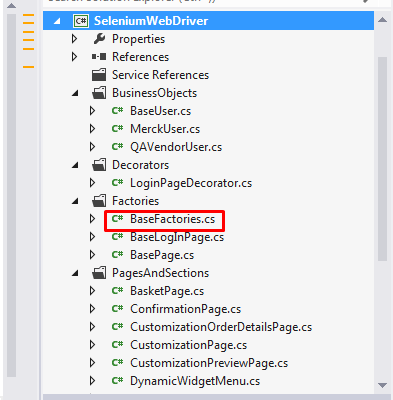 SeleniumWebDriver
Properties
References
Service References
BusinessObjects
C# BaseUser.cs
C# MerckUser.cs
C# QAVendorUser.cs
Decorators
C# LoginPageDecorator.cs
Factories
C# BaseFactories.cs
C# BaseLogInPage.cs
C# BasePage.cs
PagesAndSections
C# BasketPage.cs
C# ConfirmationPage.cs
C# CustomizationOrderDetailsPage.cs
C# CustomizationPage.cs
C# CustomizationPreviewPage.cs
C# DynamicWidgetMenu.cs